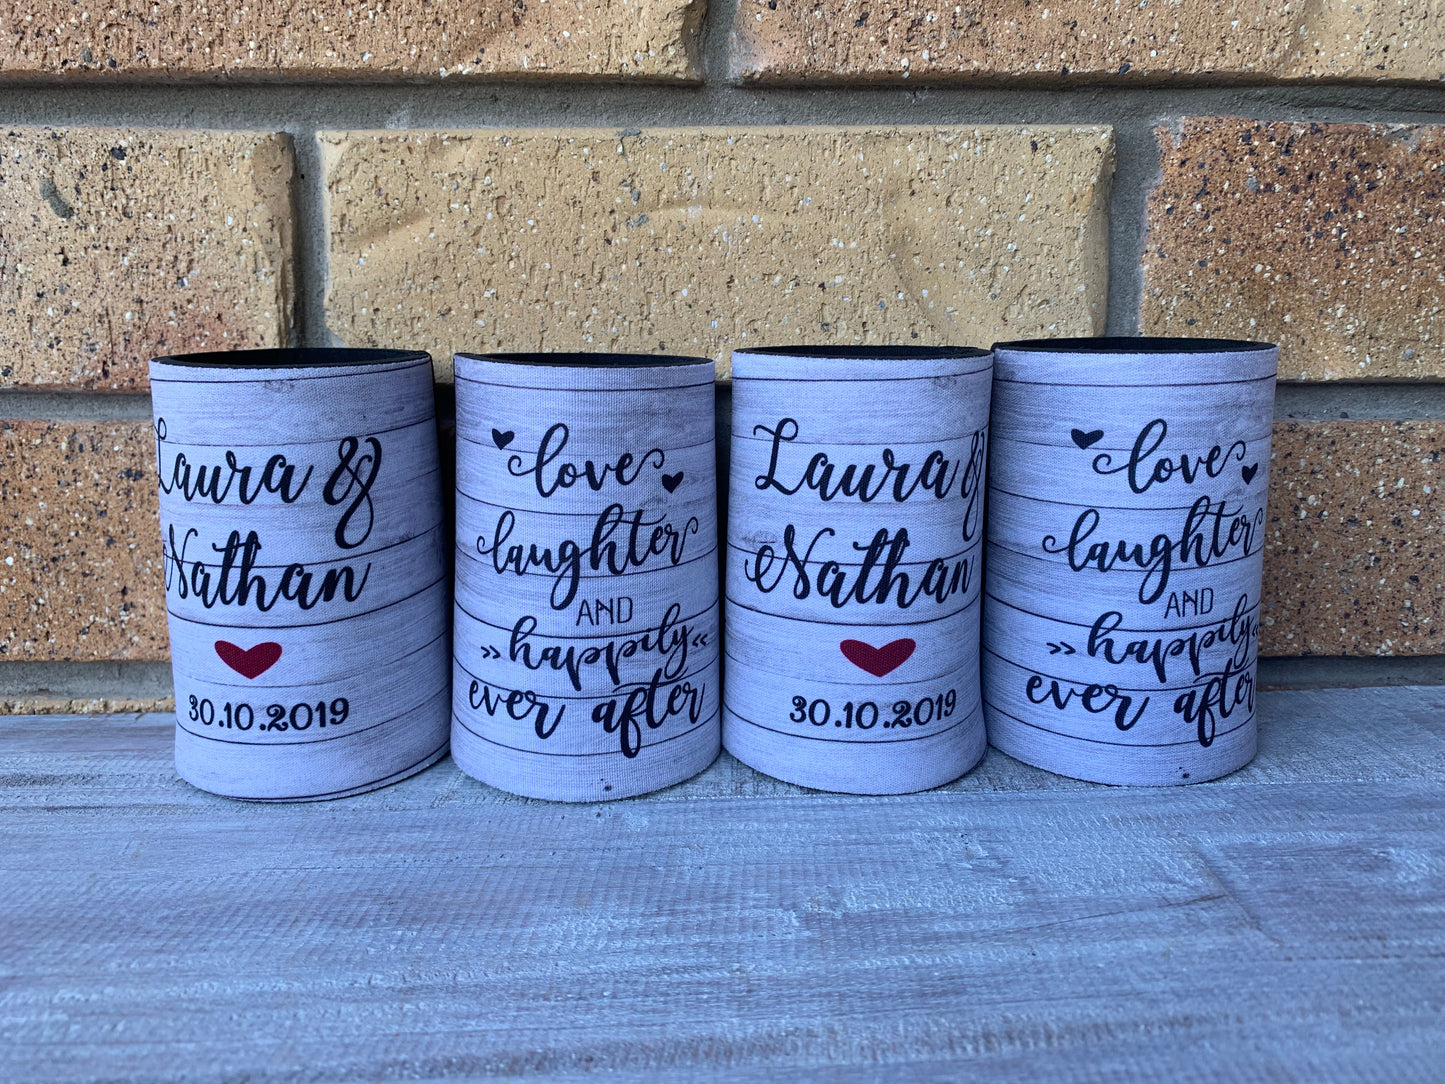 Laura &
Nathan
30.10.2019
love
laughter
AND
»happily«
ever after
Laura &
Nathan
30.10.2019
love
laughter
AND
»happily«
ever after